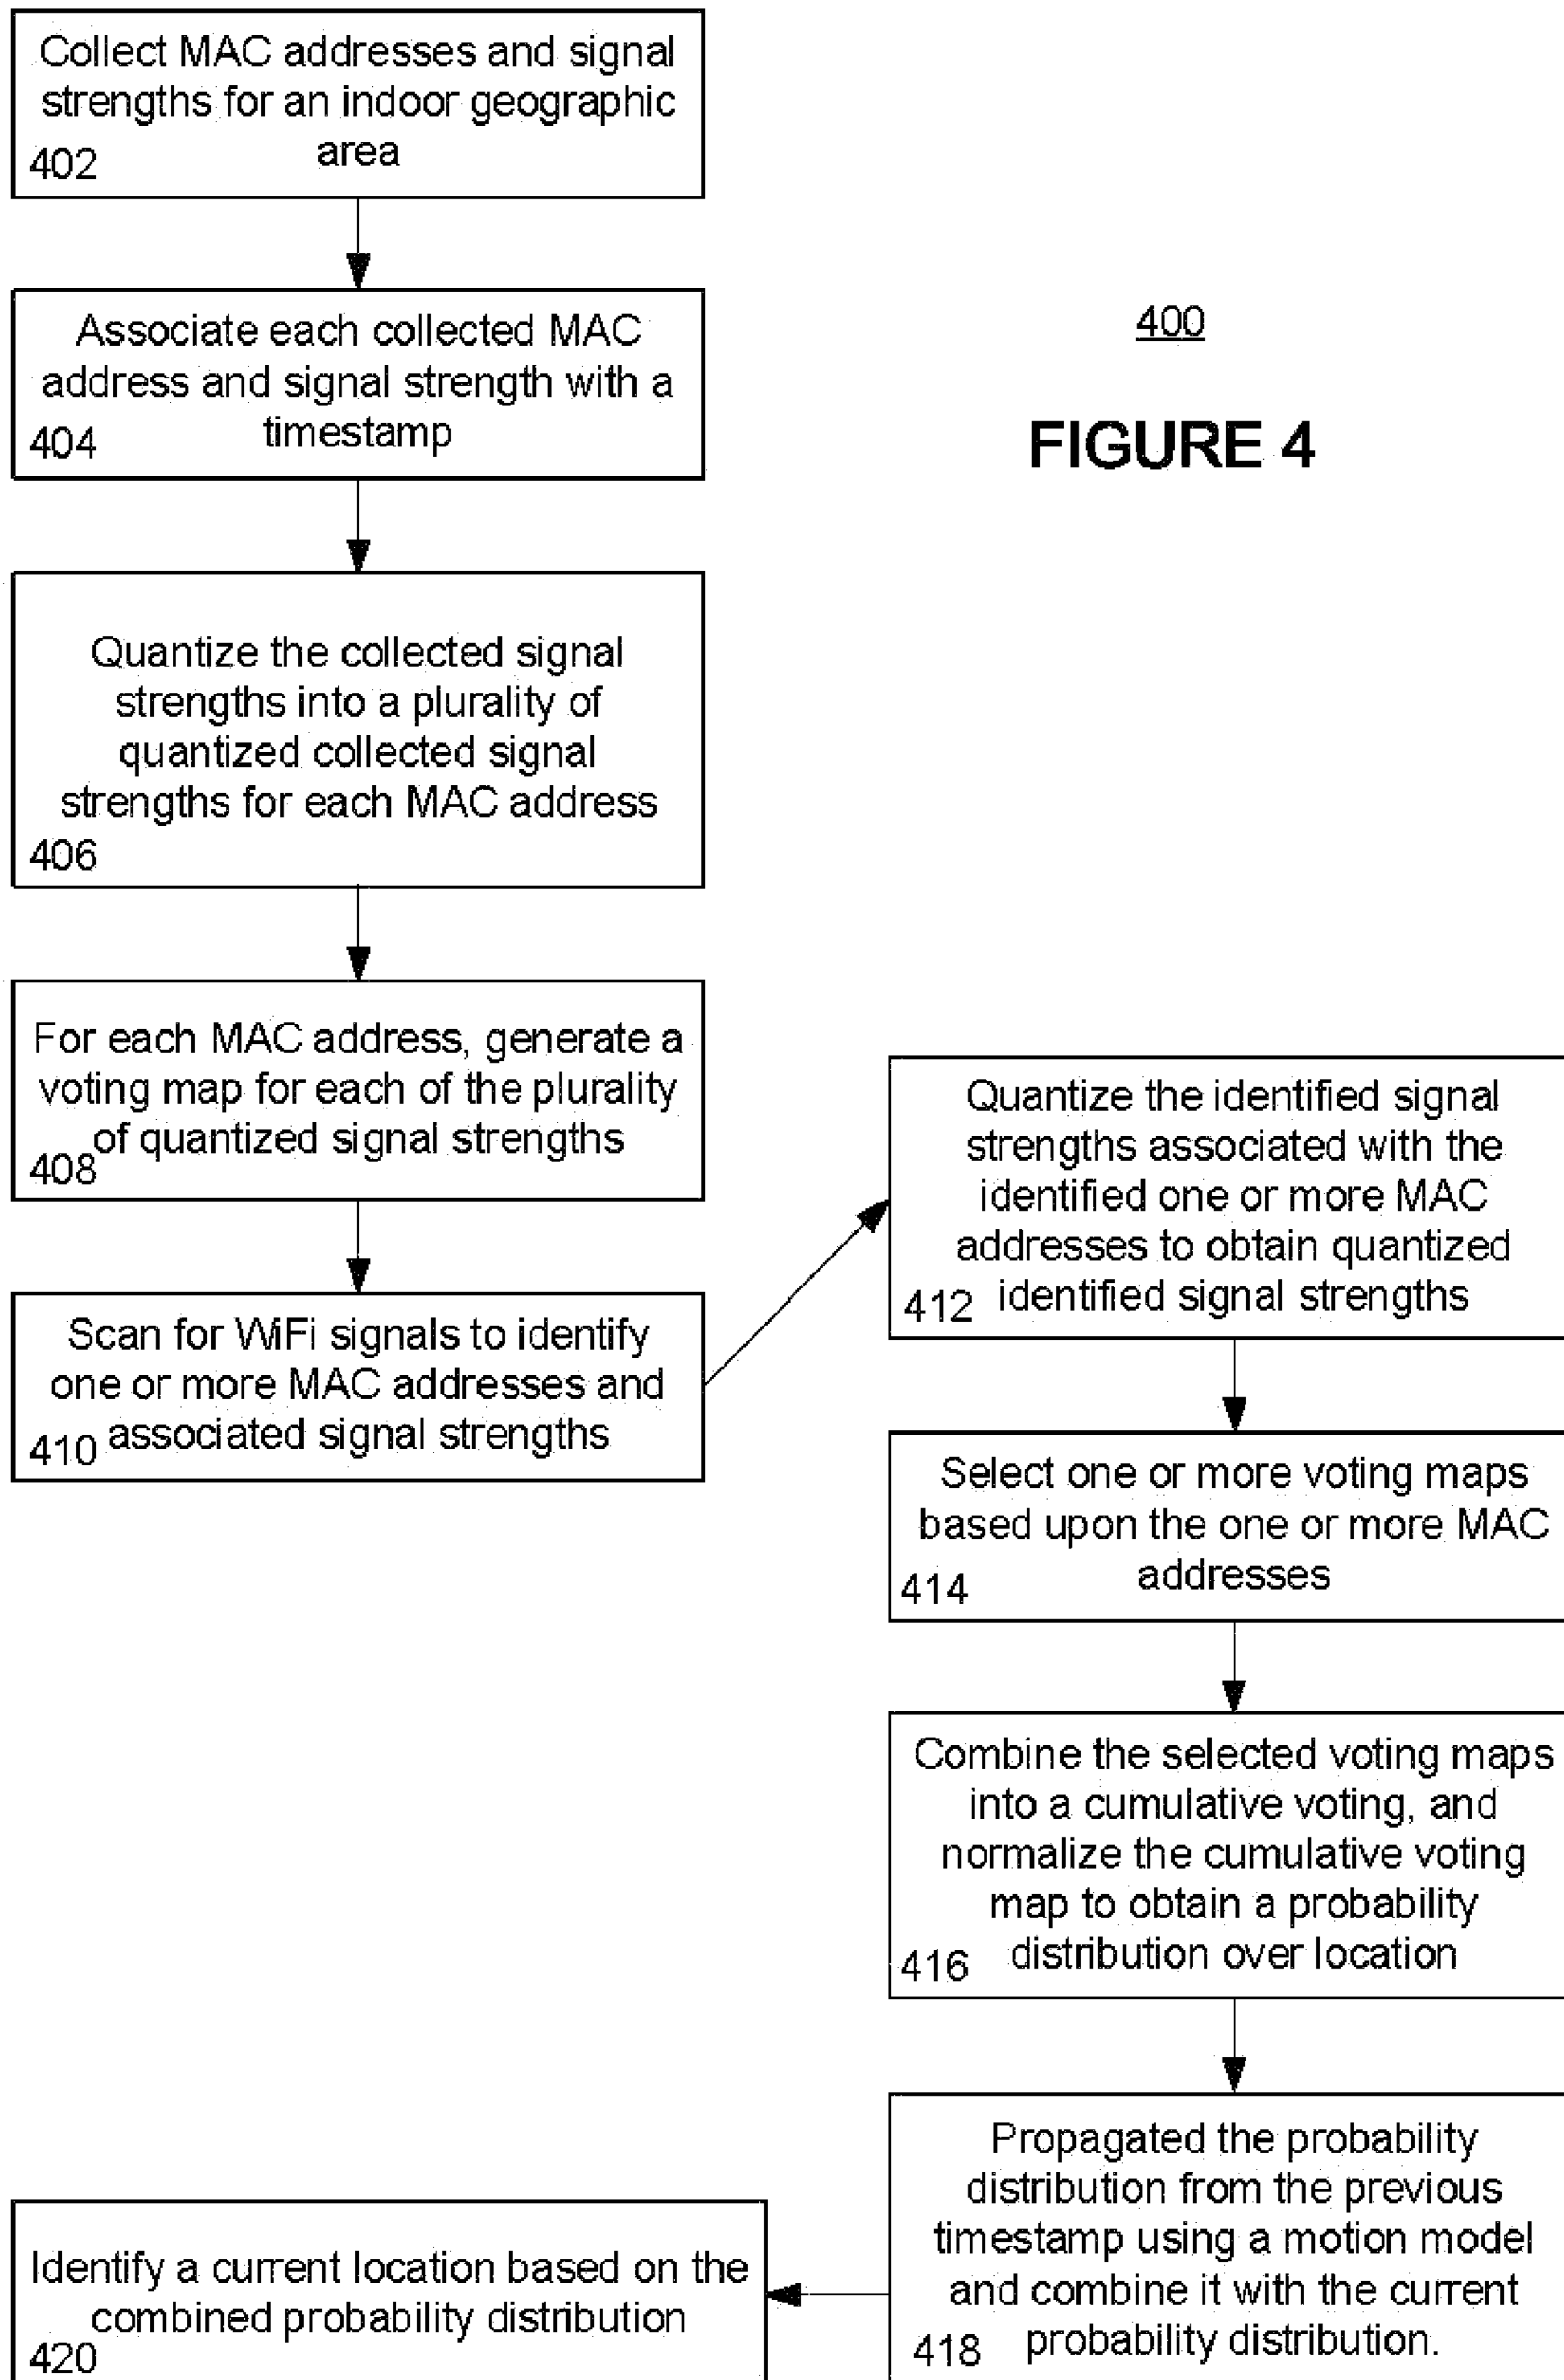 Collect MAC addresses and signal
strengths for an indoor geographic
area
402
Associate each collected MAC
address and signal strength with a
timestamp
404
400
FIGURE 4
Quantize the collected signal
strengths into a plurality of
quantized collected signal
strengths for each MAC address
406
For each MAC address, generate a
voting map for each of the plurality
of quantized signal strengths
408
Scan for WiFi signals to identify
one or more MAC addresses and
associated signal strengths
410
Quantize the identified signal
strengths associated with the
identified one or more MAC
addresses to obtain quantized
identified signal strengths
412
Select one or more voting maps
based upon the one or more MAC
addresses
414
Combine the selected voting maps
into a cumulative voting, and
normalize the cumulative voting
map to obtain a probability
distribution over location
416
Propagated the probability
distribution from the previous
timestamp using a motion model
and combine it with the current
probability distribution.
418
Identify a current location based on the
combined probability distribution
420